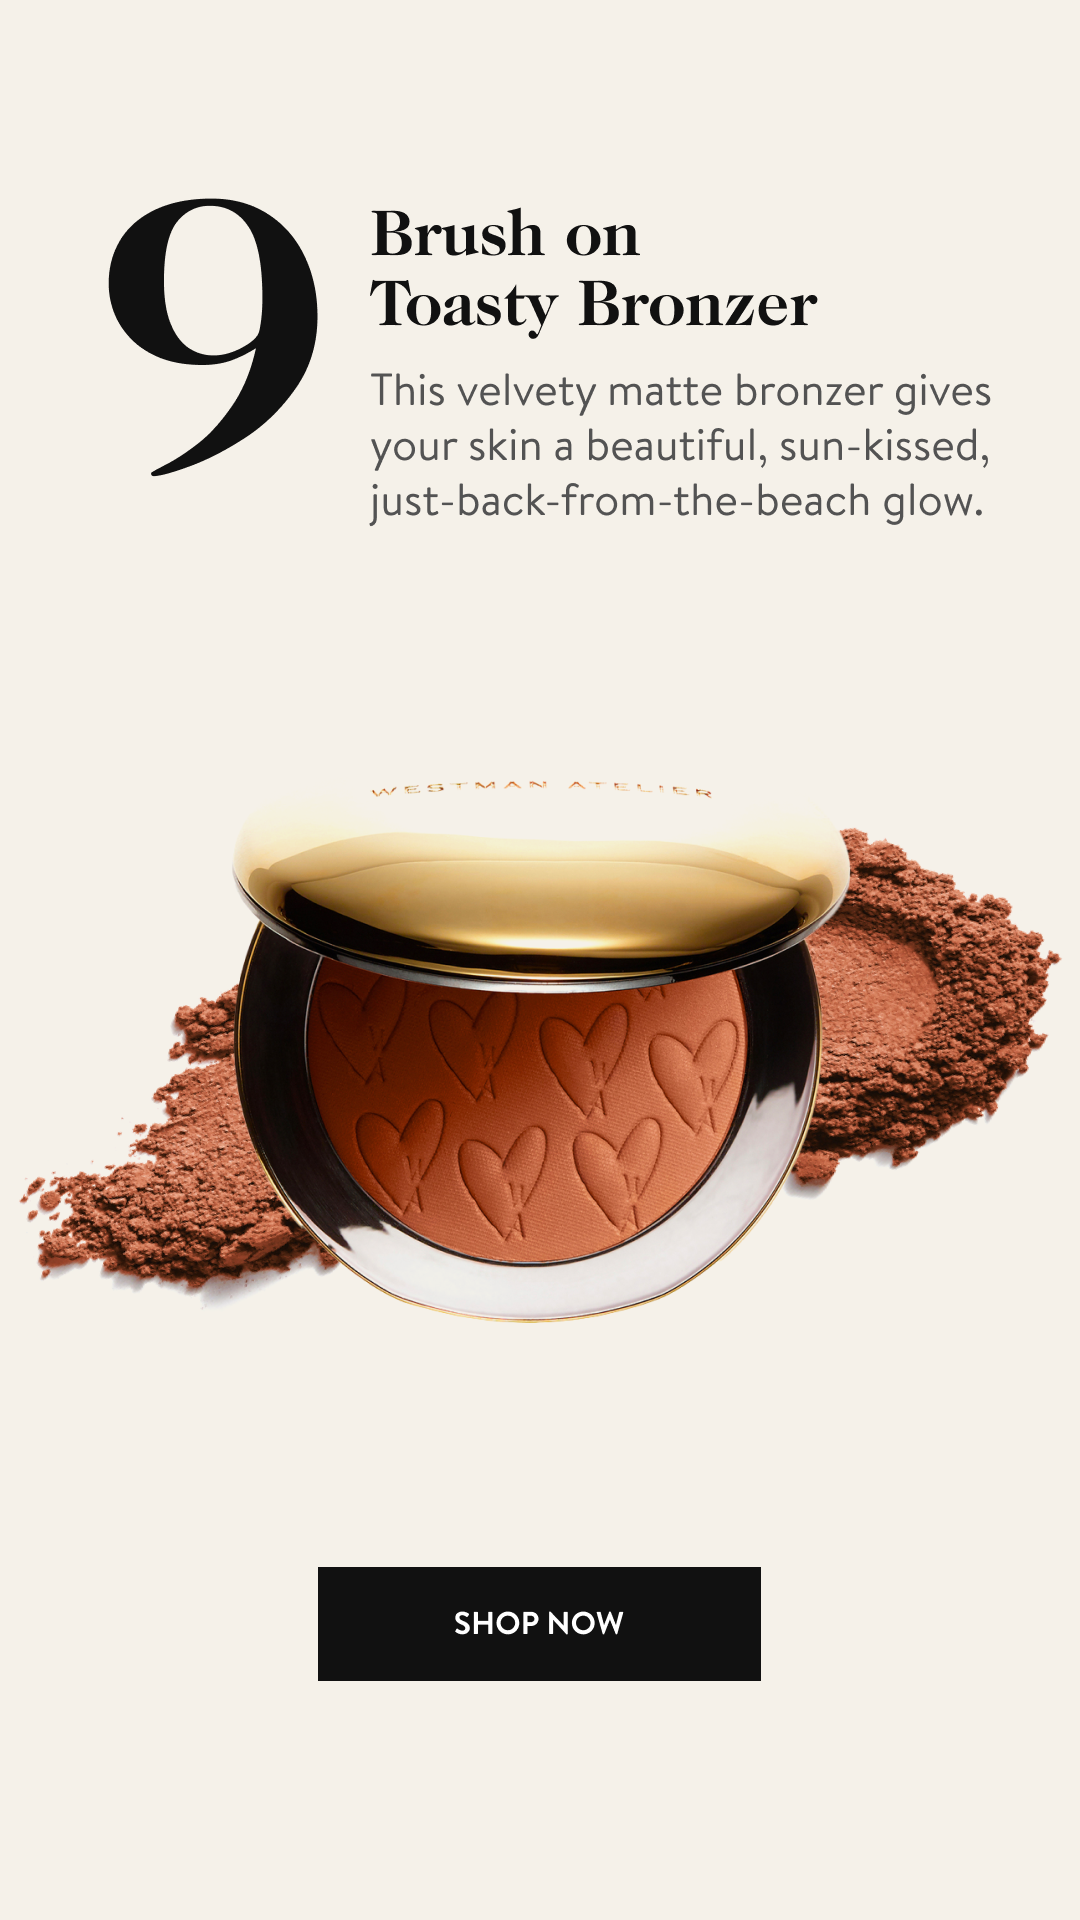 9
Brush on
Toasty Bronzer
This velvety matte bronzer gives
your skin a beautiful, sun-kissed,
just-back-from-the-beach glow.
WESTMAN ATELIER
SHOP NOW